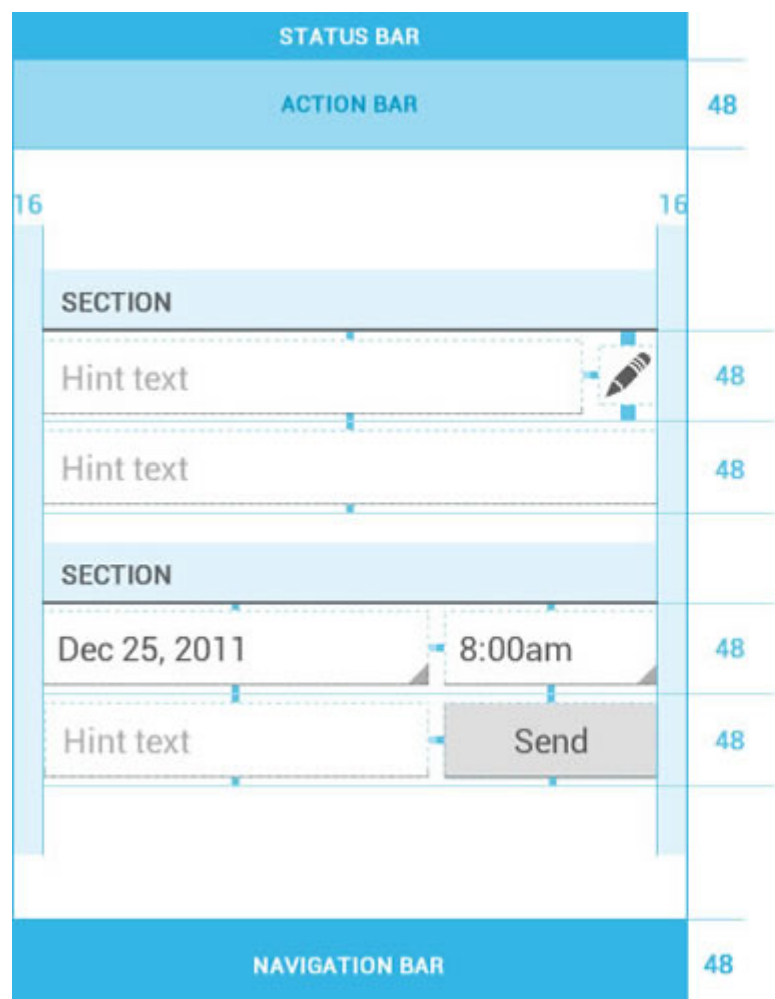 STATUS BAR
ACTION BAR 48
16 16
SECTION
Hint text 48
Hint text 48
SECTION
Dec 25, 2011 8:00am 48
Hint text Send 48
NAVIGATION BAR 48